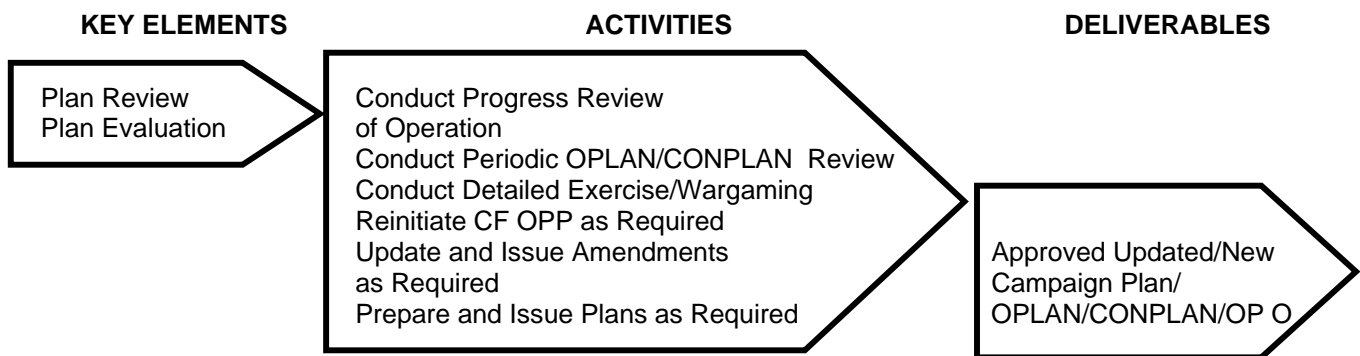 KEY ELEMENTS
ACTIVITIES
DELIVERABLES
Plan Review
Plan Evaluation
Conduct Progress Review
of Operation
Conduct Periodic OPLAN/CONPLAN Review
Conduct Detailed Exercise/Wargaming
Reinitiate CF OPP as Required
Update and Issue Amendments
as Required
Prepare and Issue Plans as Required
Approved Updated/New
Campaign Plan/
OPLAN/CONPLAN/OP O